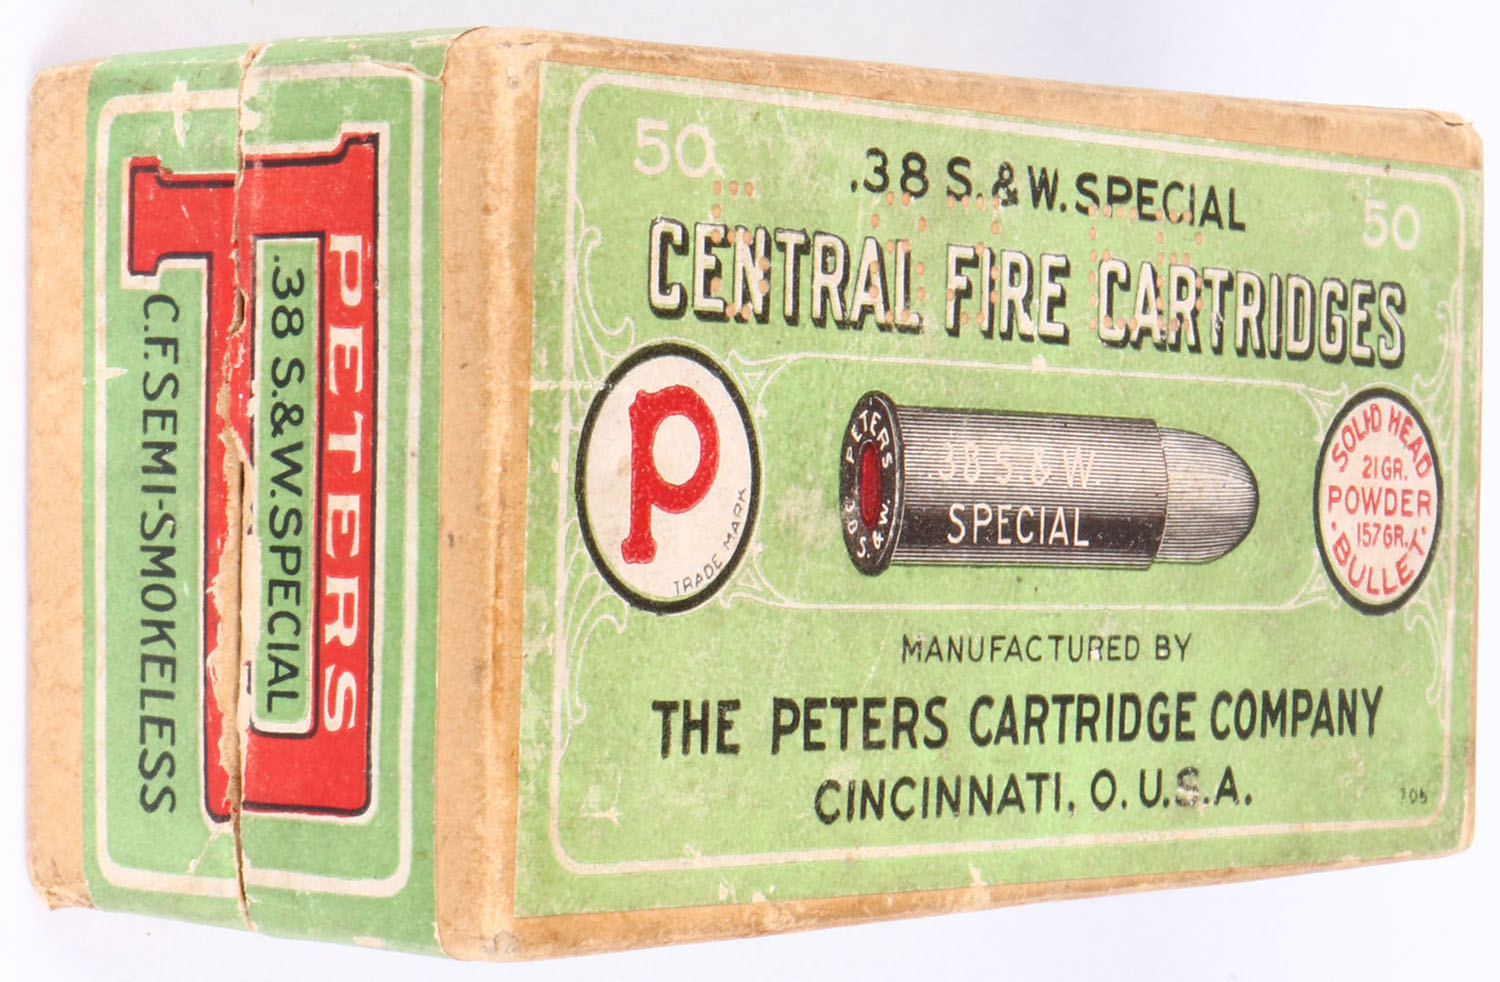 50
.38 S.&W. SPECIAL
50
CENTRAL FIRE CARTRIDGES
P
TRADE MARK
PETERS
.38 S.&W.
.38 S.&W.
SPECIAL
SOLID HEAD
21 GR.
POWDER
157 GR.
BULLET
MANUFACTURED BY
THE PETERS CARTRIDGE COMPANY
CINCINNATI, O. U.S.A.
705
PETERS
.38 S.&W. SPECIAL
C.F. SEMI-SMOKELESS